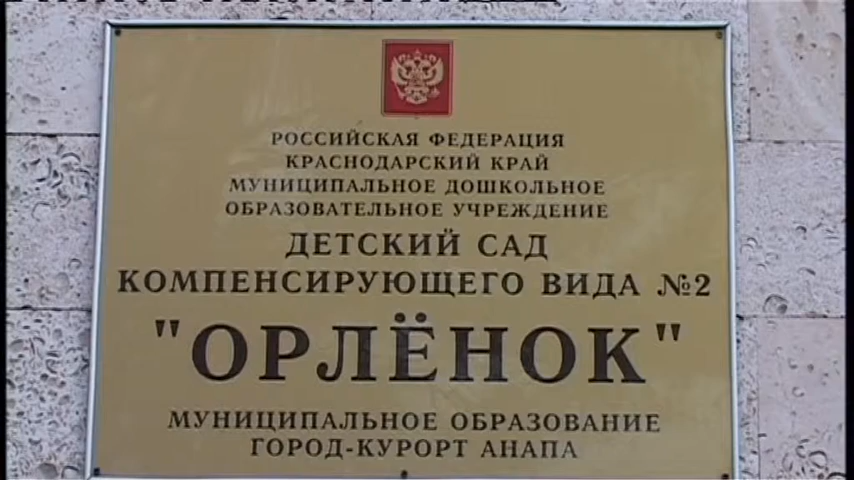 РОССИЙСКАЯ ФЕДЕРАЦИЯ
КРАСНОДАРСКИЙ КРАЙ
МУНИЦИПАЛЬНОЕ ДОШКОЛЬНОЕ
ОБРАЗОВАТЕЛЬНОЕ УЧРЕЖДЕНИЕ
ДЕТСКИЙ САД
КОМПЕНСИРУЮЩЕГО ВИДА №2
"ОРЛЁНОК"
МУНИЦИПАЛЬНОЕ ОБРАЗОВАНИЕ
ГОРОД-КУРОРТ АНАПА